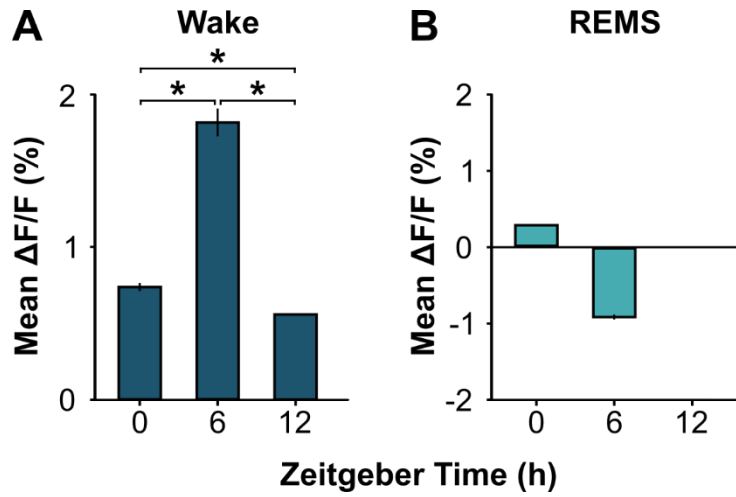 A Wake
B REMS
* 
* *
Mean ΔF/F (%)
2
1
0
0 6 12
Mean ΔF/F (%)
2
1
0
-1
-2
0 6 12
Zeitgeber Time (h)